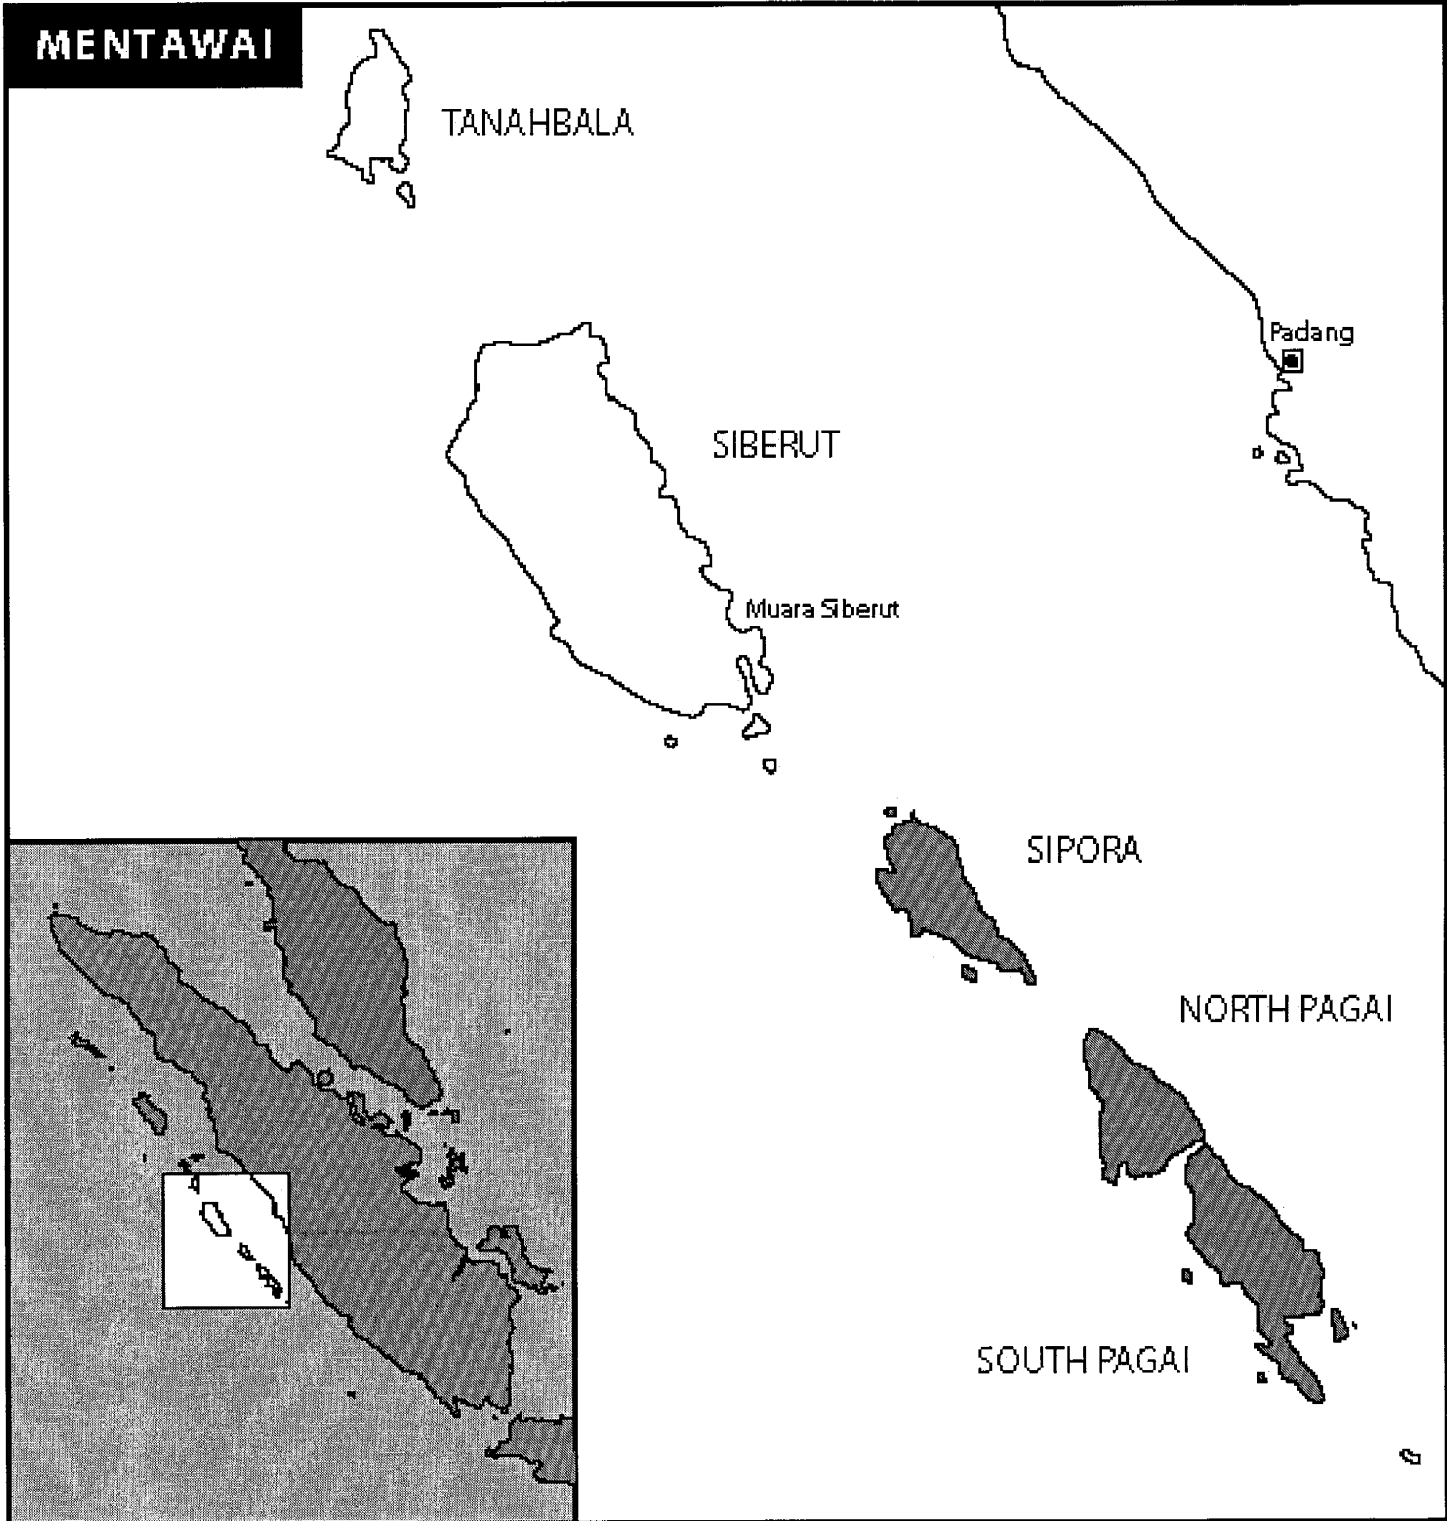 MENTAWAI
TANAHBALA
Padang
SIBERUT
Muara Siberut
SIPORA
NORTH PAGAI
SOUTH PAGAI